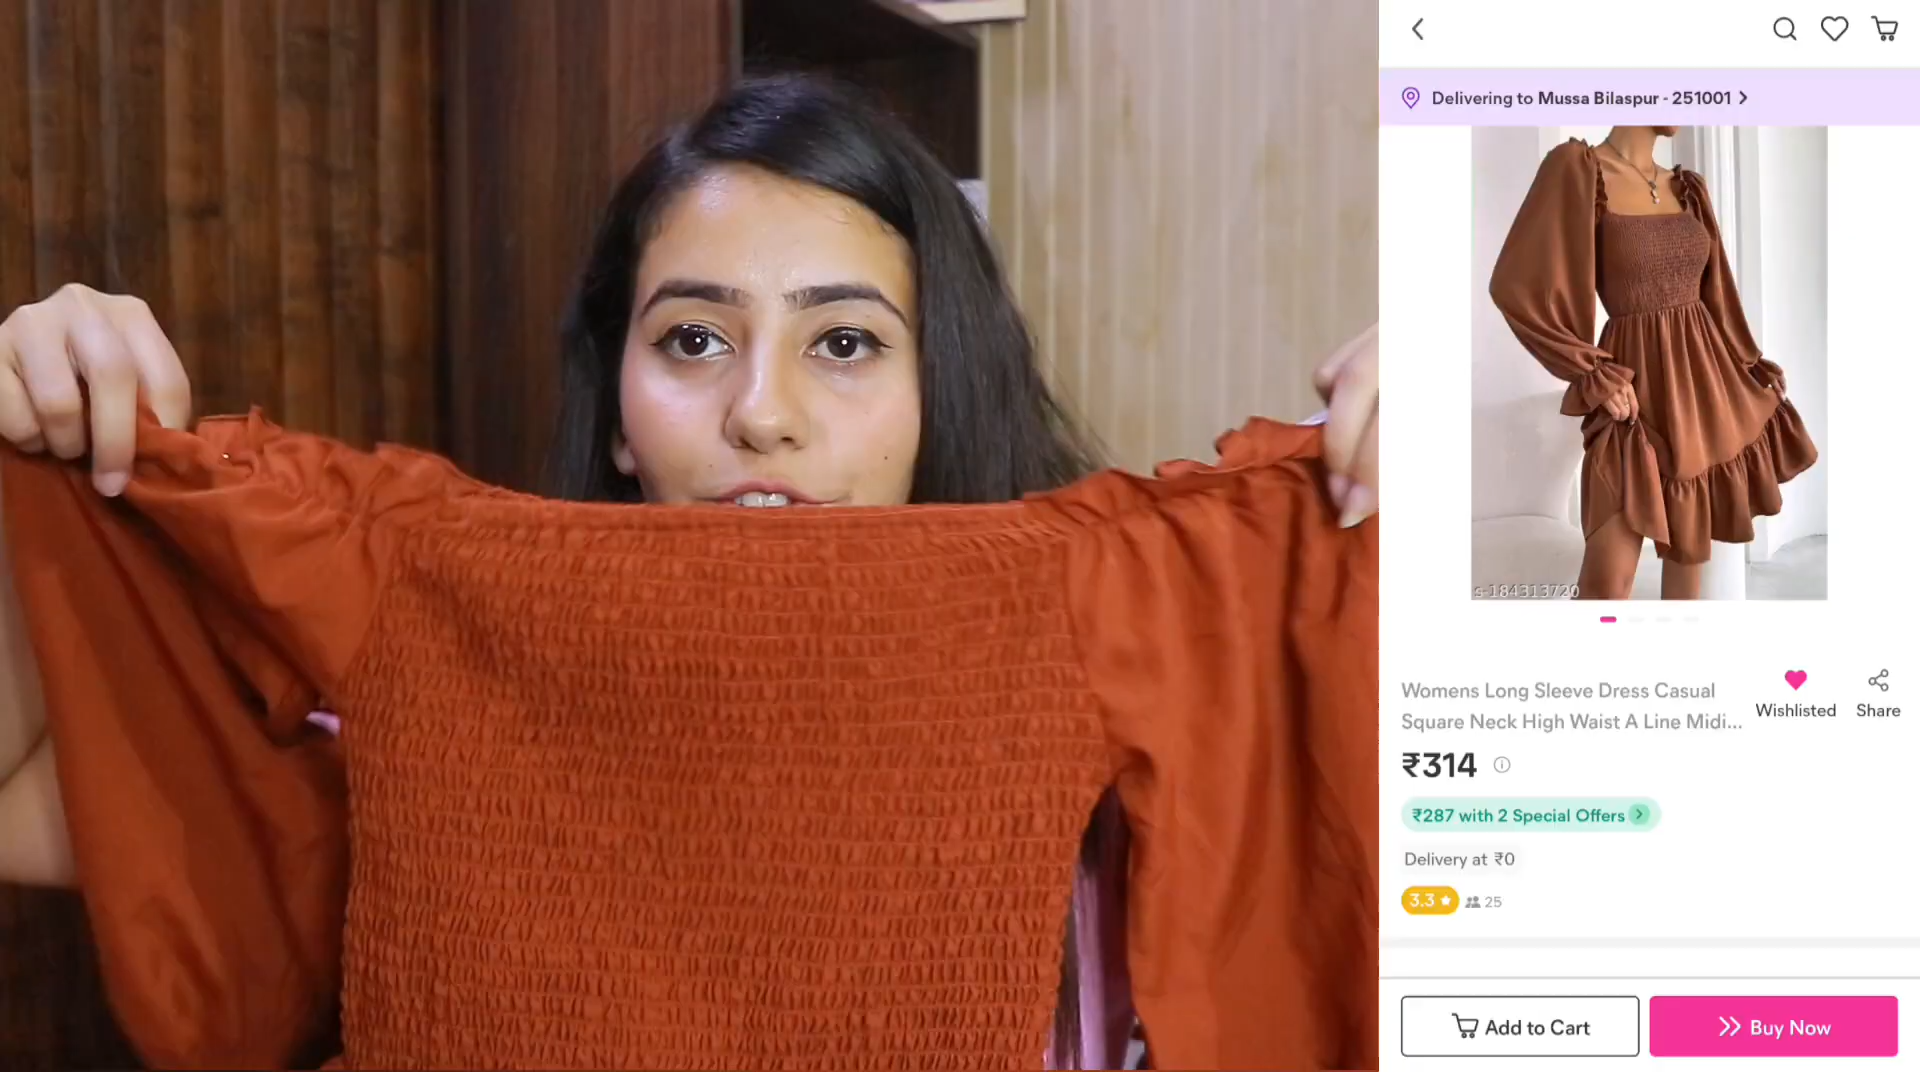 Delivering to Mussa Bilaspur - 251001
s-184313720
Womens Long Sleeve Dress Casual
Square Neck High Waist A Line Midi...
Wishlisted
Share
₹314
₹287 with 2 Special Offers
Delivery at ₹0
3.3
25
Add to Cart
Buy Now